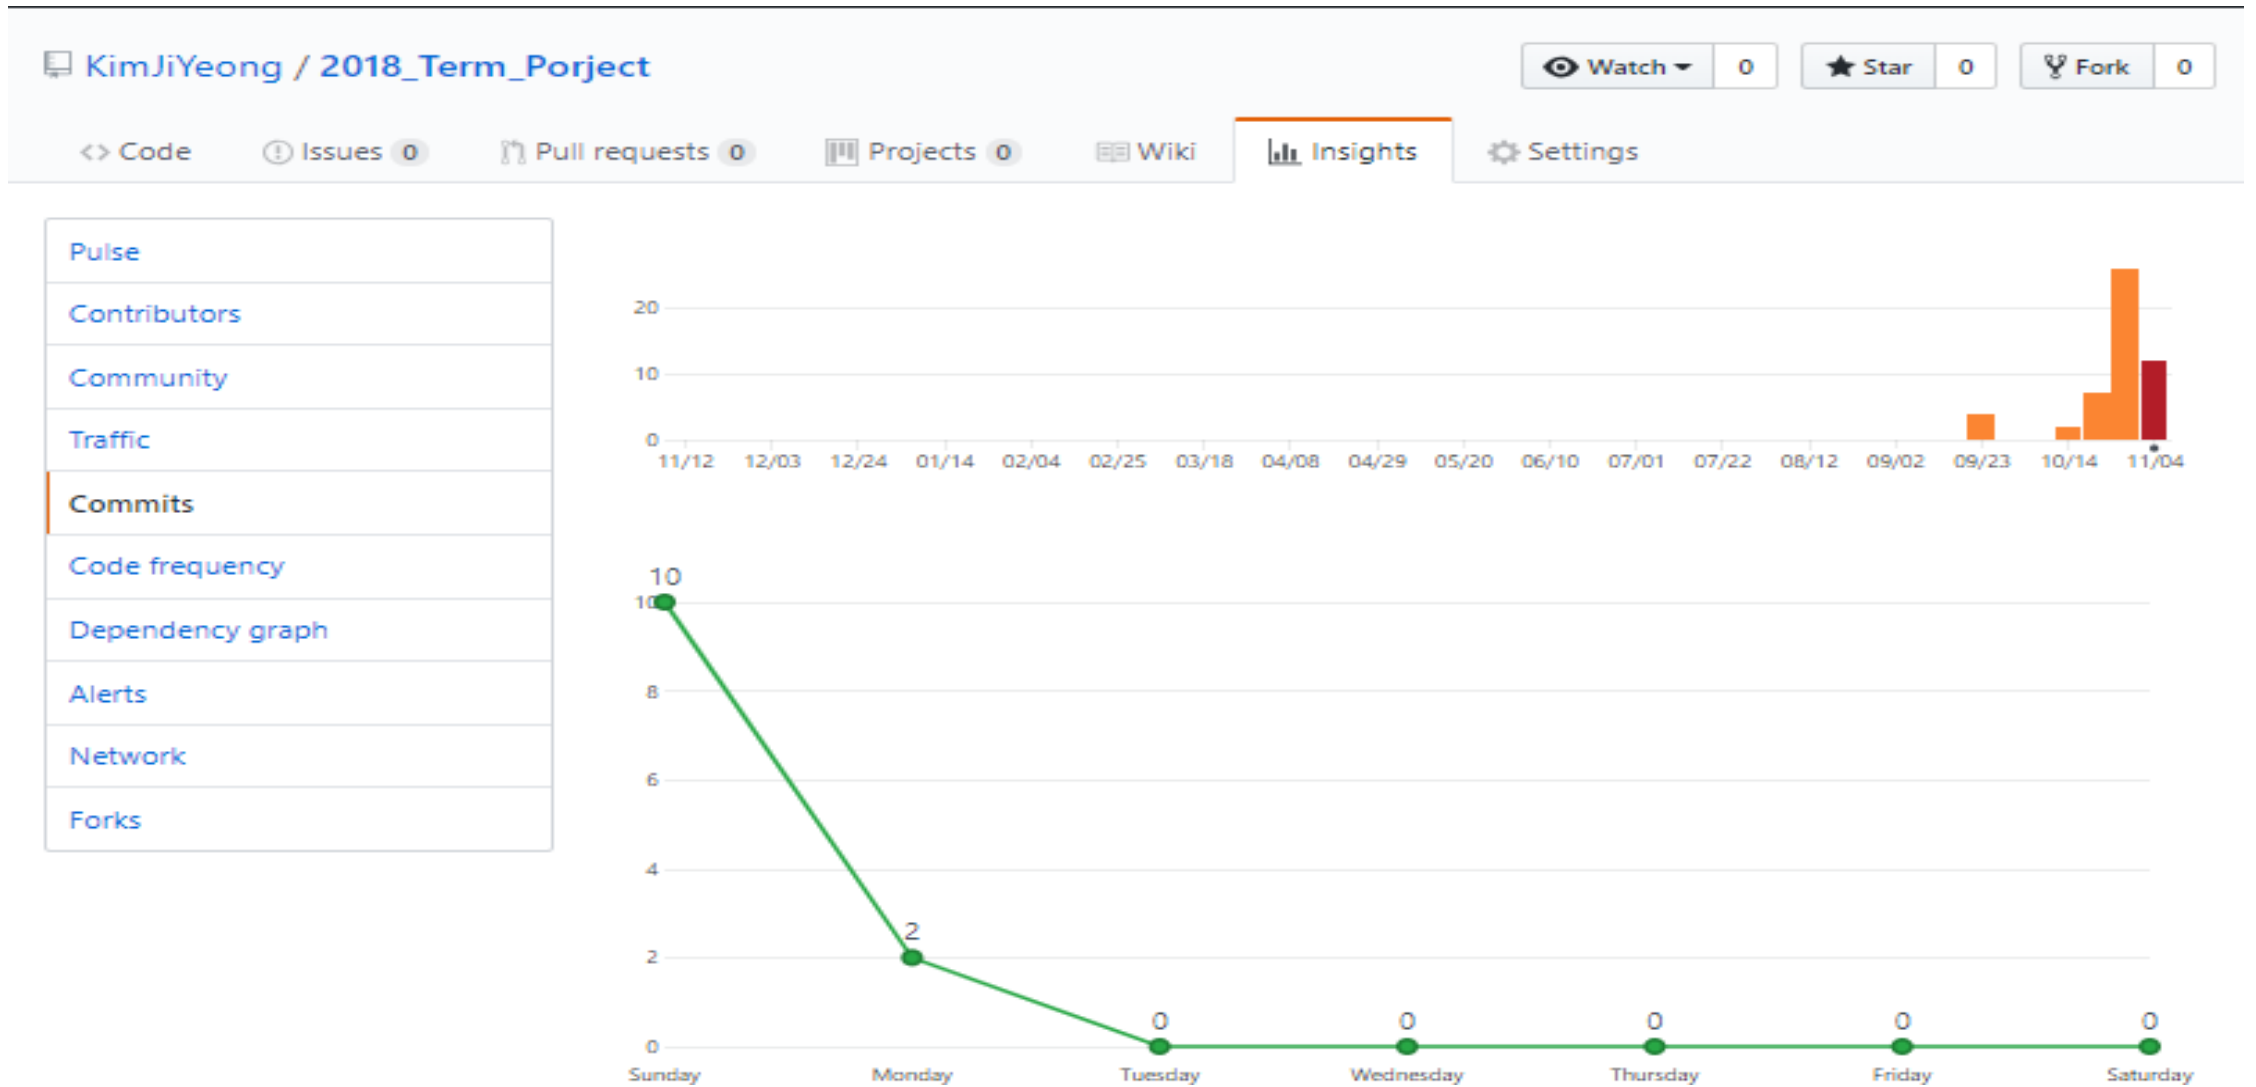 KimJiYeong / 2018_Term_Porject
Watch 0 Star 0 Fork 0
Code Issues 0 Pull requests 0 Projects 0 Wiki Insights Settings
Pulse
Contributors
Community
Traffic
Commits
Code frequency
Dependency graph
Alerts
Network
Forks
20
10
0
11/12 12/03 12/24 01/14 02/04 02/25 03/18 04/08 04/29 05/20 06/10 07/01 07/22 08/12 09/02 09/23 10/14 11/04
10
10
8
6
4
2
2
0 0 0 0 0
0
Sunday Monday Tuesday Wednesday Thursday Friday Saturday